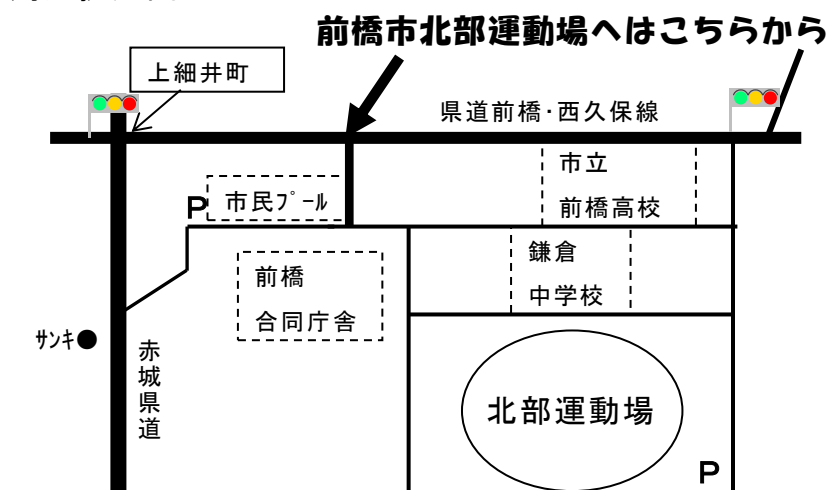 前橋市北部運動場へはこちらから
上細井町
県道前橋・西久保線
市立
前橋高校
P
市民プール
鎌倉
中学校
前橋
合同庁舎
サンキ
赤城県道
北部運動場
P